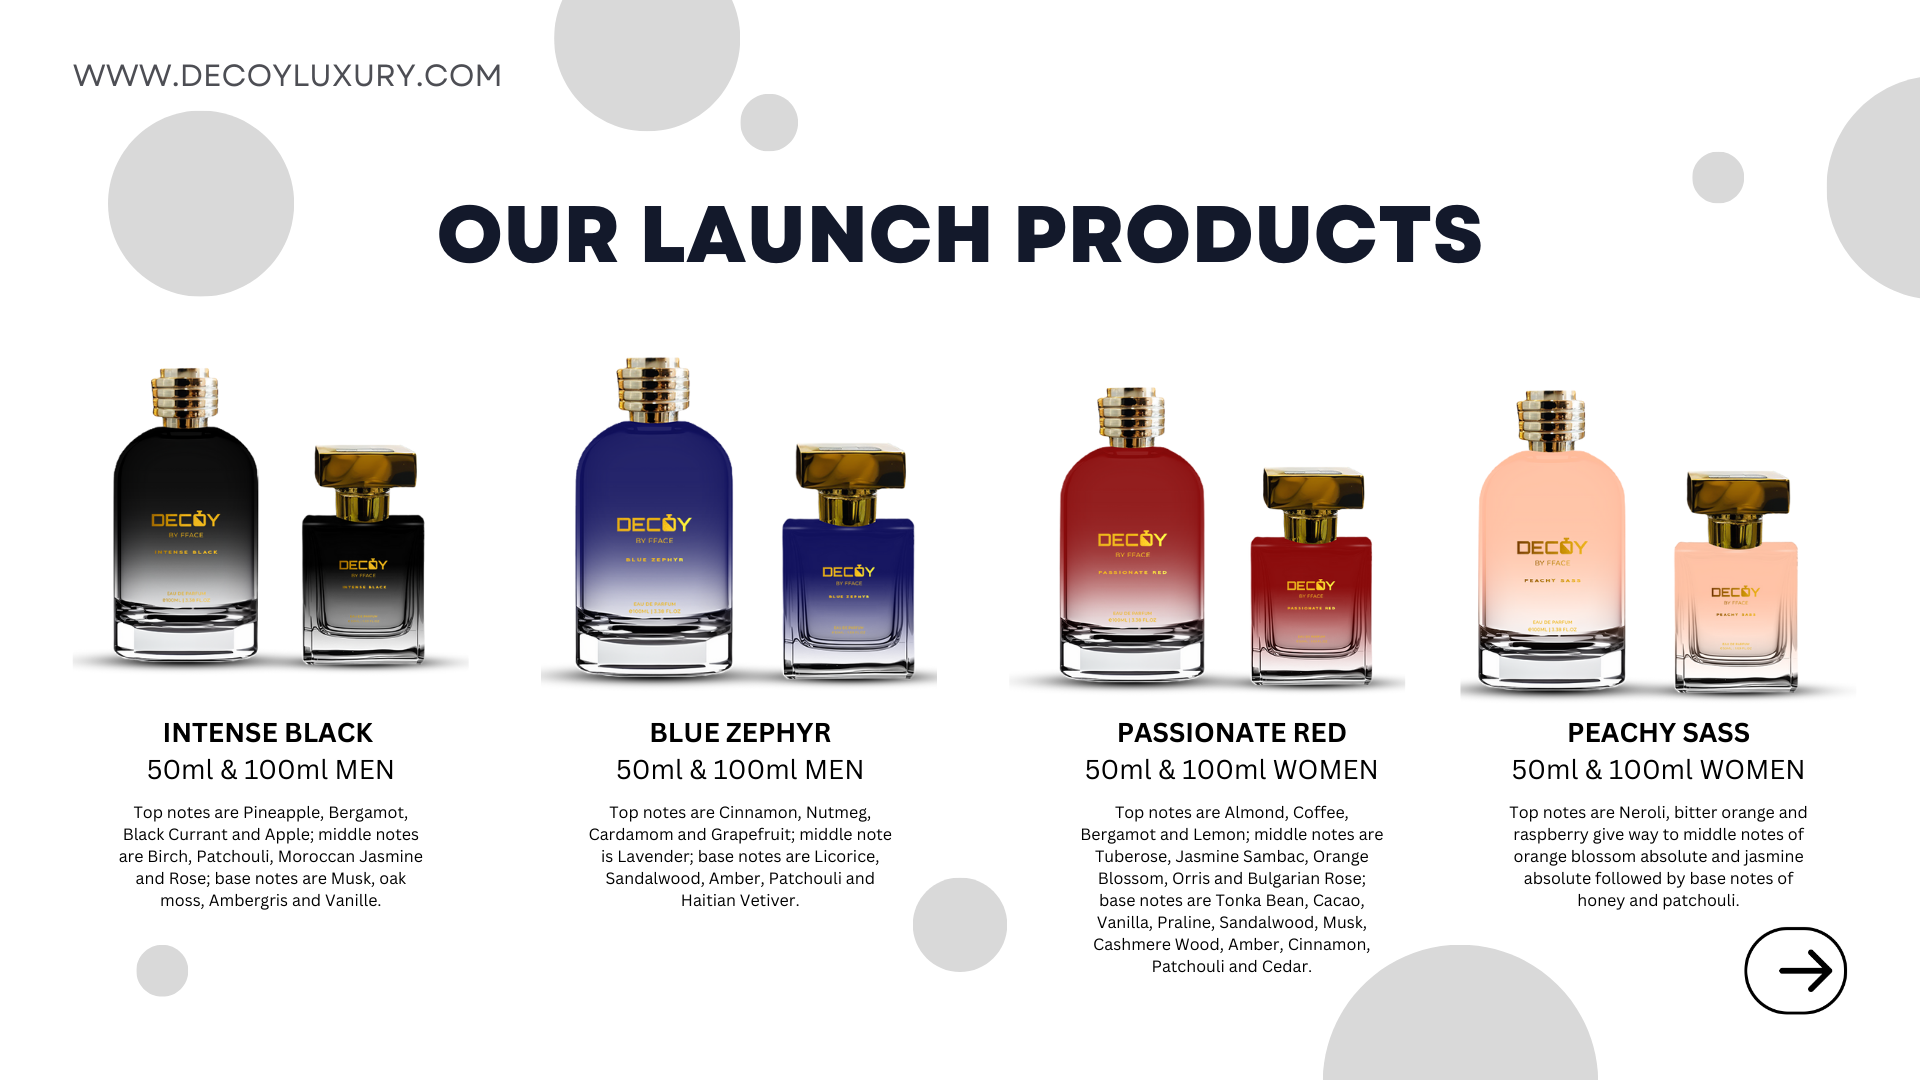 WWW.DECOYLUXURY.COM
OUR LAUNCH PRODUCTS
DECOY
BY FFACE
INTENSE BLACK
DECOY
BY FFACE
INTENSE BLACK
DECOY
BY FFACE
BLUE ZEPHYR
DECOY
BY FFACE
BLUE ZEPHYR
DECOY
BY FFACE
PASSIONATE RED
EAU DE PARFUM
DECOY
BY FFACE
PASSIONATE RED
DECOY
BY FFACE
PEACHY SASS
EAU DE PARFUM
DECOY
BY FFACE
PEACHY SASS
INTENSE BLACK
50ml & 100ml MEN
Top notes are Pineapple, Bergamot,
Black Currant and Apple; middle notes
are Birch, Patchouli, Moroccan Jasmine
and Rose; base notes are Musk, oak
moss, Ambergris and Vanille.
BLUE ZEPHYR
50ml & 100ml MEN
Top notes are Cinnamon, Nutmeg,
Cardamom and Grapefruit; middle note
is Lavender; base notes are Licorice,
Sandalwood, Amber, Patchouli and
Haitian Vetiver.
PASSIONATE RED
50ml & 100ml WOMEN
Top notes are Almond, Coffee,
Bergamot and Lemon; middle notes are
Tuberose, Jasmine Sambac, Orange
Blossom, Orris and Bulgarian Rose;
base notes are Tonka Bean, Cacao,
Vanilla, Praline, Sandalwood, Musk,
Cashmere Wood, Amber, Cinnamon,
Patchouli and Cedar.
PEACHY SASS
50ml & 100ml WOMEN
Top notes are Neroli, bitter orange and
raspberry give way to middle notes of
orange blossom absolute and jasmine
absolute followed by base notes of
honey and patchouli.